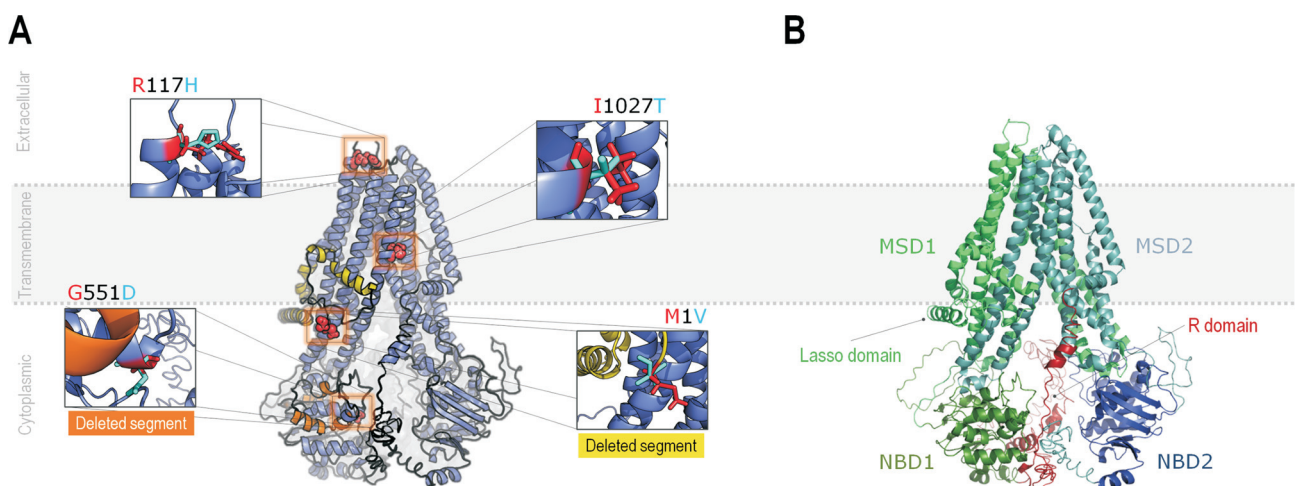 A
B
Extracellular
Transmembrane
Cytoplasmic
R117H
I1027T
G551D
M1V
Deleted segment
Deleted segment
MSD1
MSD2
R domain
Lasso domain
NBD1
NBD2